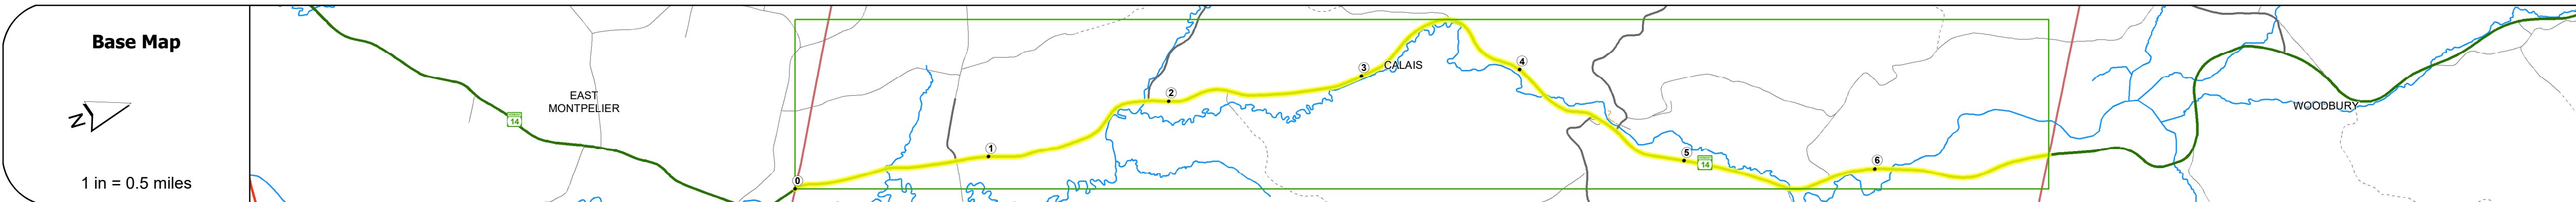 Base Map
N
1 in = 0.5 miles
EAST
MONTPELIER
14
0
1
2
3
CALAIS
4
5
14
6
WOODBURY